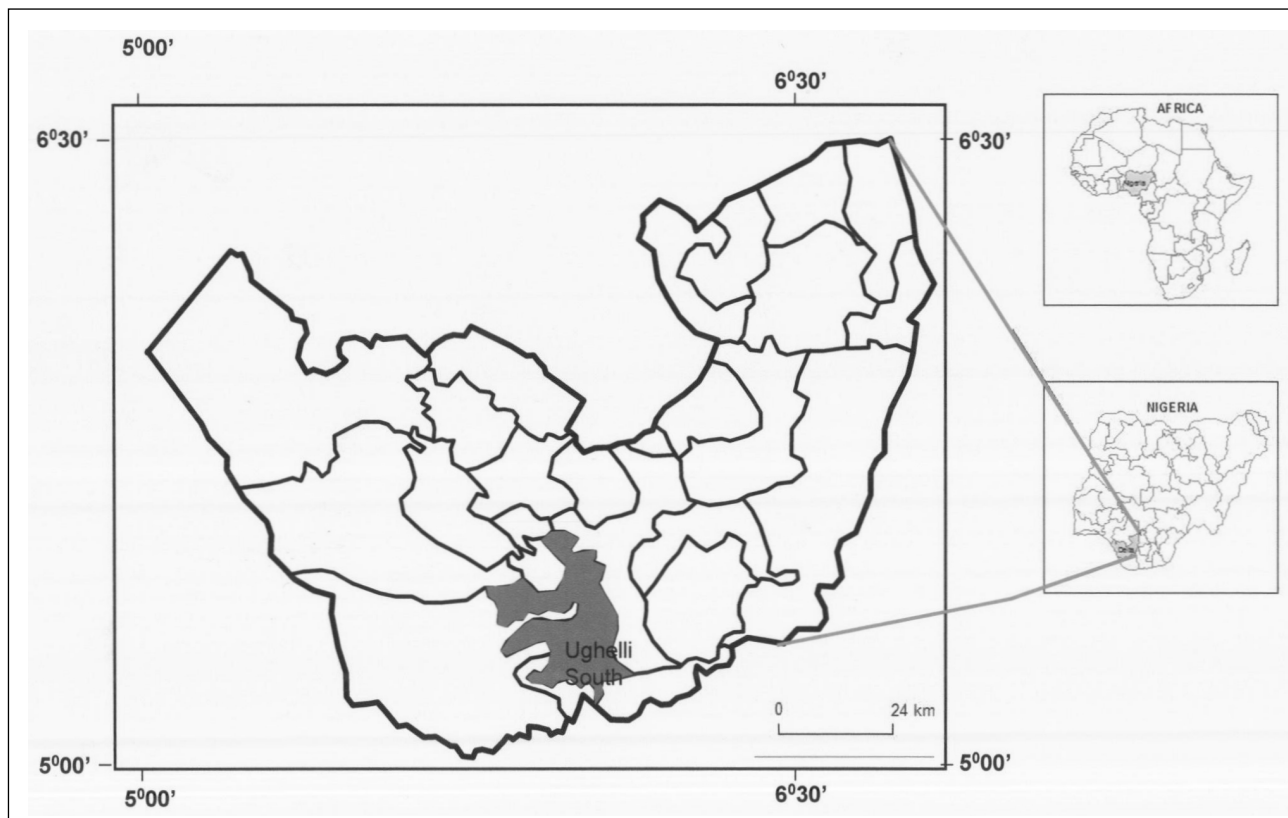 5⁰00’
6⁰30’
6⁰30’
6⁰30’
AFRICA
Nigeria
NIGERIA
Delta
Ughelli
South
0 24 km
5⁰00’
5⁰00’
5⁰00’
6⁰30’